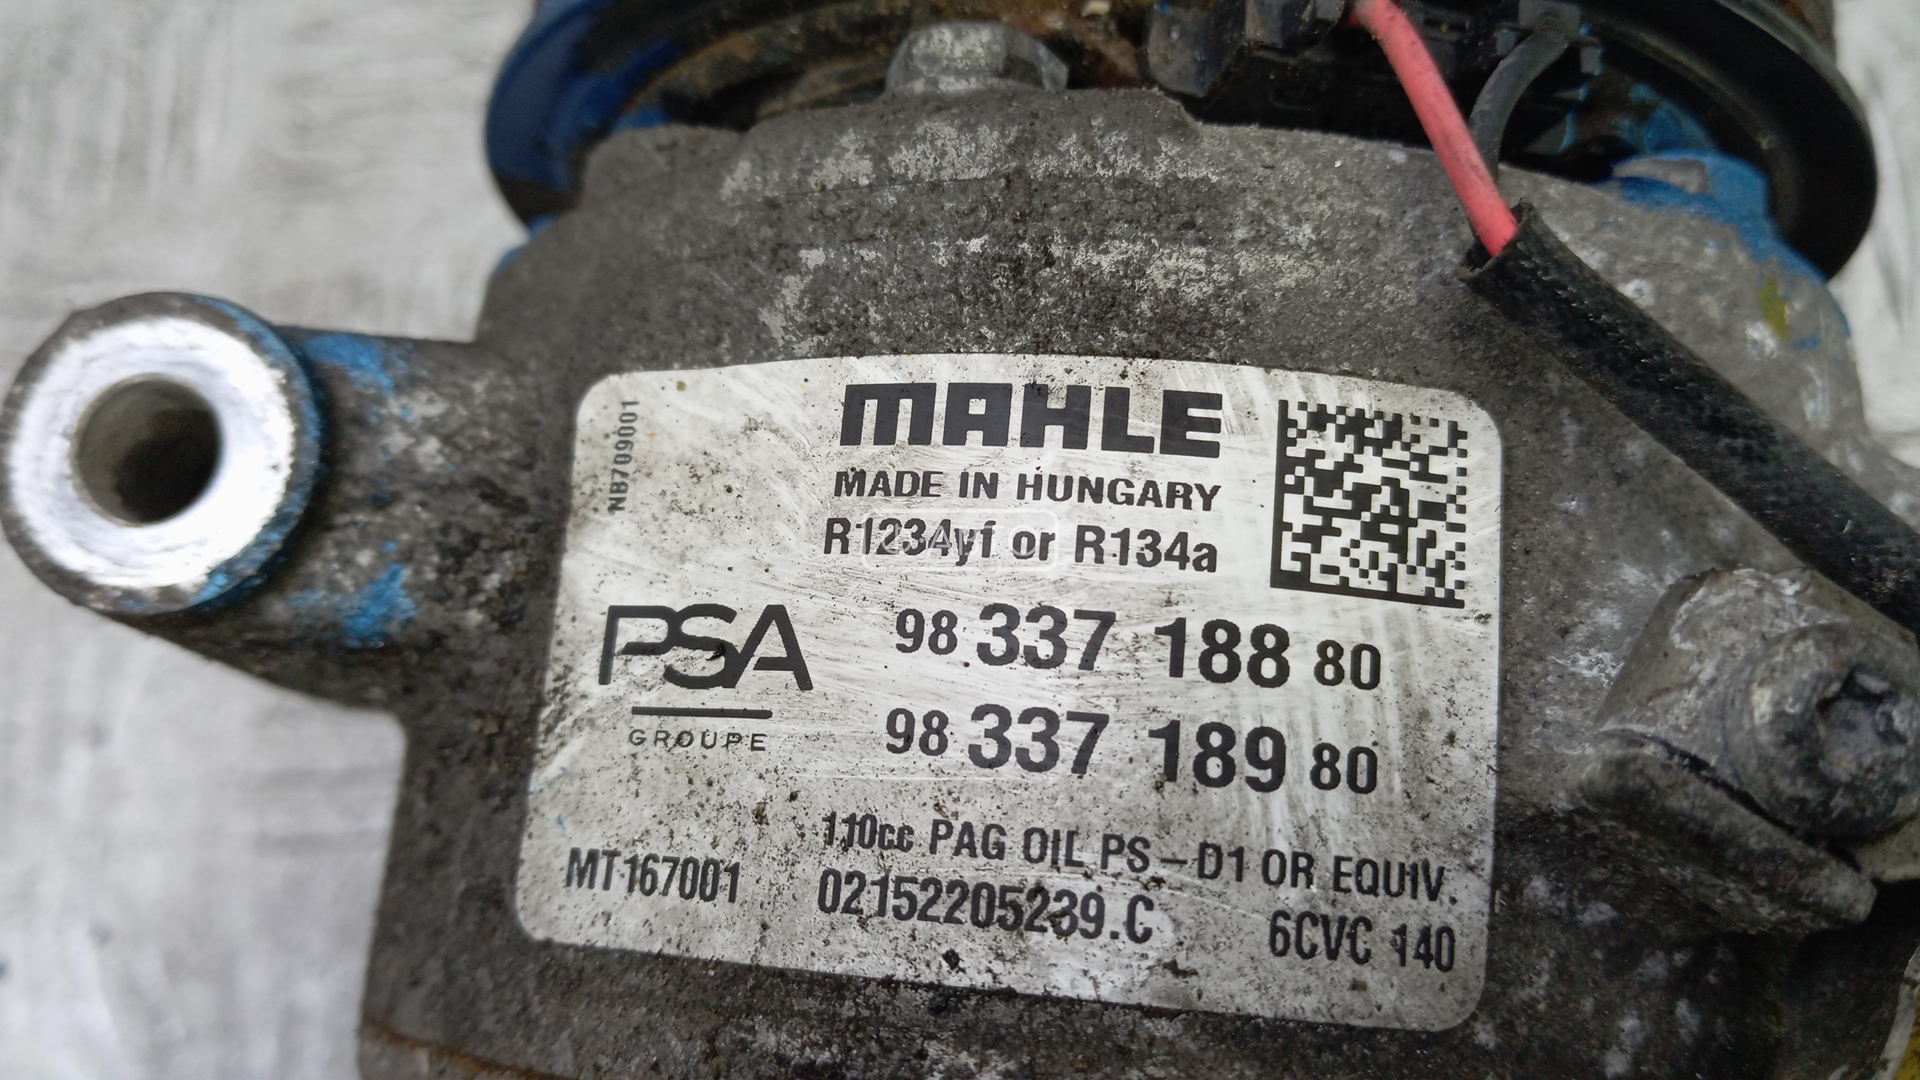 NB709001
MAHLE
MADE IN HUNGARY
R1234yf or R134a
PSA
GROUPE
98 337 188 80
98 337 189 80
110cc PAG OIL PS-D1 OR EQUIV.
MT167001 02152205239.C 6CVC 140